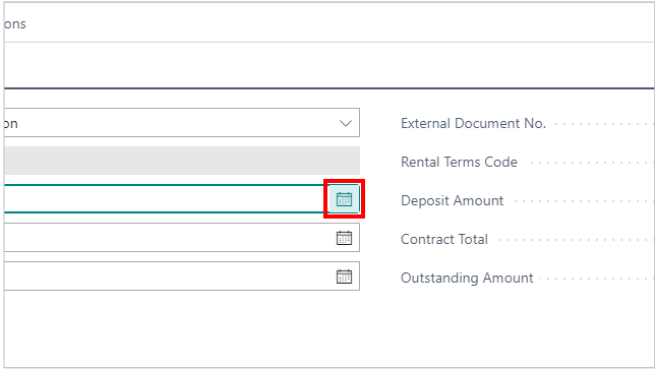 ons
on
External Document No.
Rental Terms Code
Deposit Amount
Contract Total
Outstanding Amount